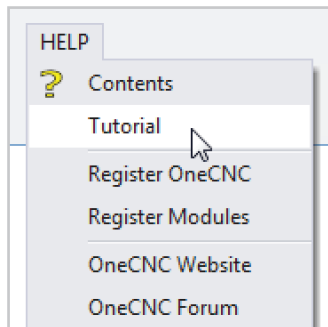 HELP
Contents
Tutorial
Register OneCNC
Register Modules
OneCNC Website
OneCNC Forum